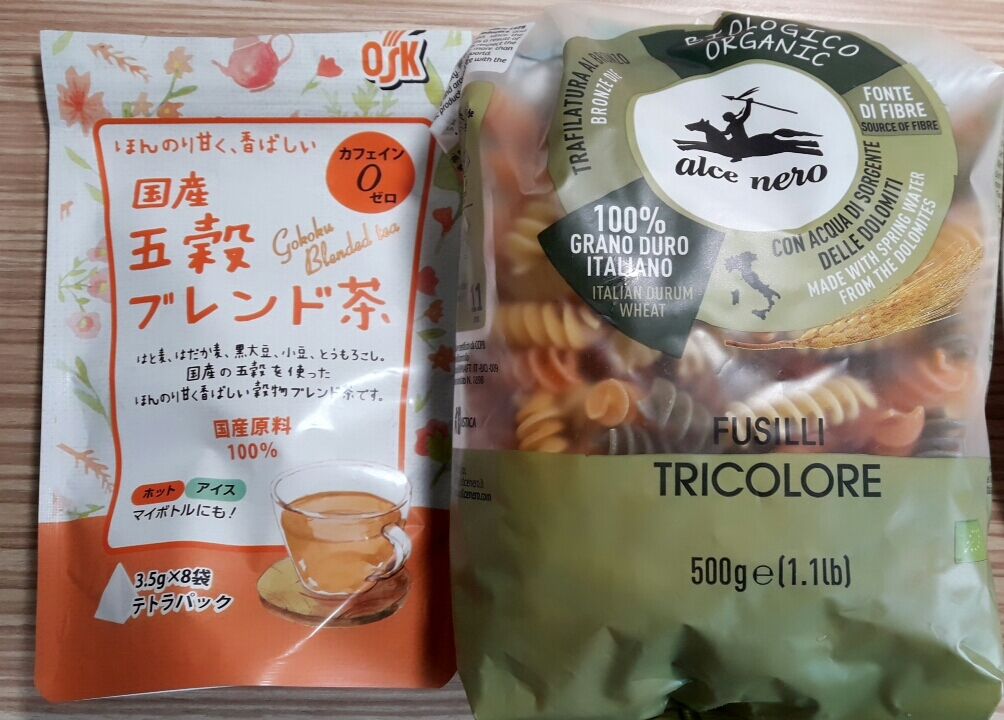 OSK
ほんのり甘く、香ばしい
カフェイン
0
ゼロ
国産
五穀
ブレンド茶
Gokoku
Blended tea
はと麦、はだか麦、黒大豆、小豆、とうもろこし。
国産の五穀を使った
ほんのり甘く香ばしい穀物ブレンド茶です。
国産原料
100%
ホット アイス
マイボトルにも!
3.5g×8袋
テトラパック
BIOLOGICO
ORGANIC
TRAFILATURA AL BRONZO
BRONZE DIE
FONTE
DI FIBRE
SOURCE OF FIBRE
alce nero
100%
GRANO DURO
ITALIANO
ITALIAN DURUM
WHEAT
CON ACQUA DI SORGENTE
DELLE DOLOMITI
MADE WITH SPRING WATER
FROM THE DOLOMITES
FUSILLI
TRICOLORE
500g e (1.1lb)